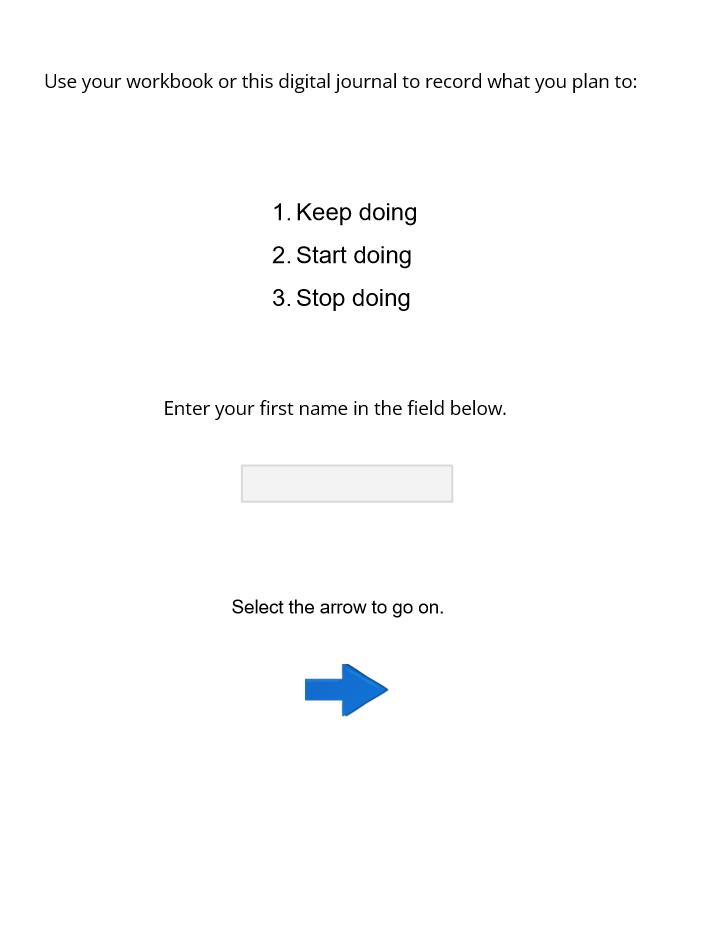 Use your workbook or this digital journal to record what you plan to:
1. Keep doing
2. Start doing
3. Stop doing
Enter your first name in the field below.
Select the arrow to go on.